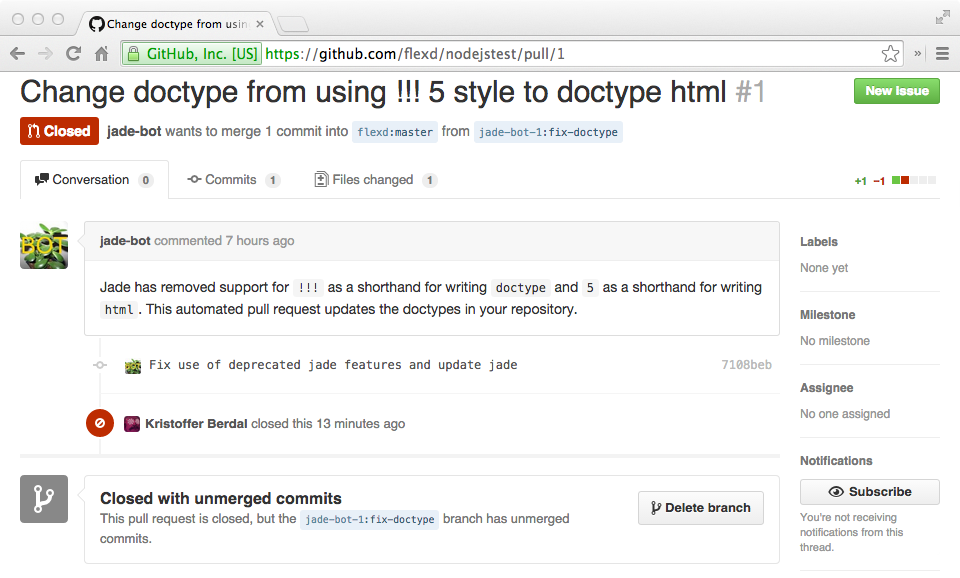 Change doctype from usin
GitHub, Inc. [US] https://github.com/flexd/nodejstest/pull/1
Change doctype from using !!! 5 style to doctype html #1
New Issue
Closed jade-bot wants to merge 1 commit into flexd:master from jade-bot-1:fix-doctype
Conversation 0 Commits 1 Files changed 1
+1 −1
BOT
jade-bot commented 7 hours ago
Jade has removed support for !!! as a shorthand for writing doctype and 5 as a shorthand for writing
html. This automated pull request updates the doctypes in your repository.
Fix use of deprecated jade features and update jade 7108beb
Kristoffer Berdal closed this 13 minutes ago
Closed with unmerged commits
This pull request is closed, but the jade-bot-1:fix-doctype branch has unmerged
commits.
Delete branch
Labels
None yet
Milestone
No milestone
Assignee
No one assigned
Notifications
Subscribe
You're not receiving
notifications from this
thread.